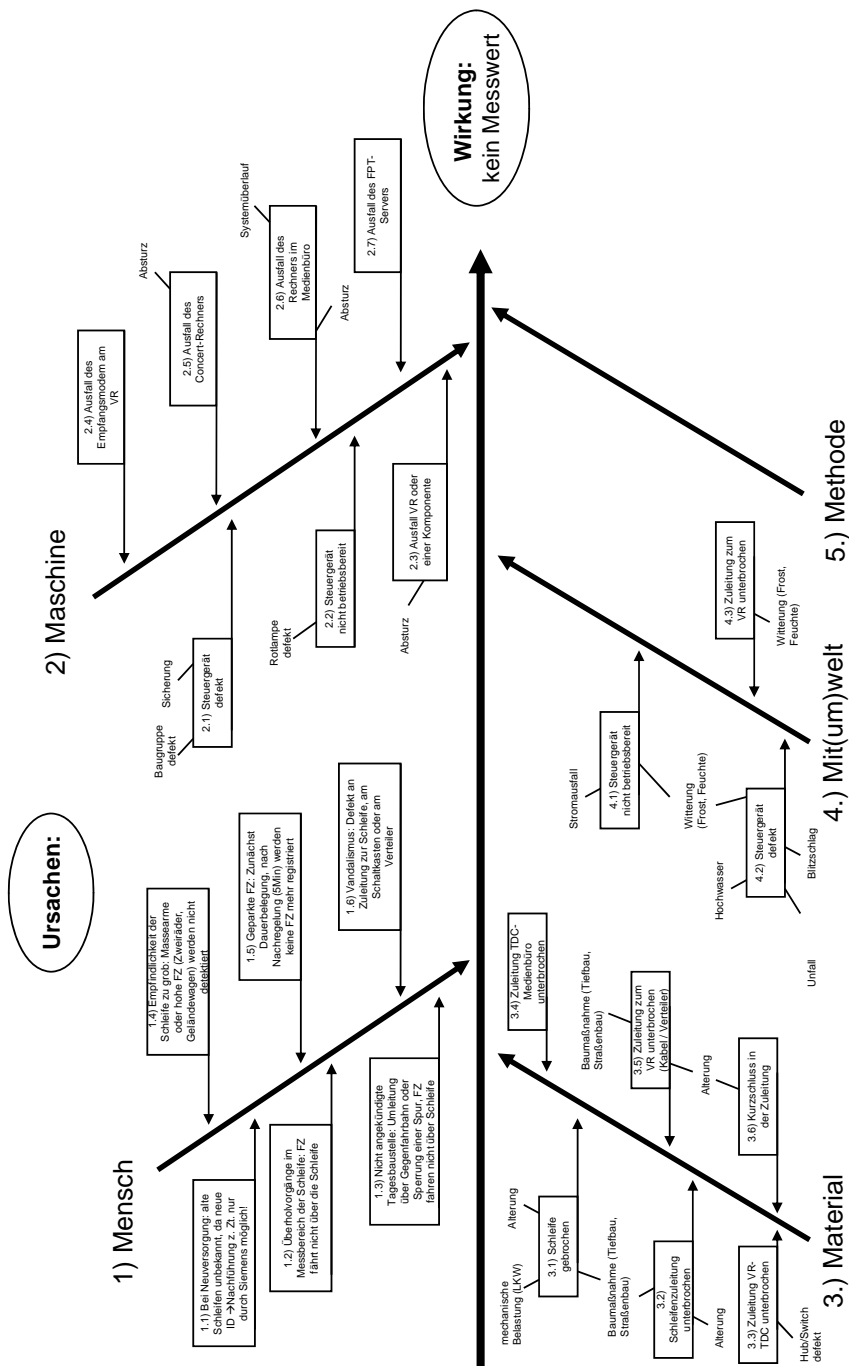 Ursachen:
Wirkung:
kein Messwert
1) Mensch
1.1) Bei Neuversorgung: alte
Schleifen unbekannt, da neue
ID →Nachführung z. Zt. nur
durch Siemens möglich!
1.2) Überholvorgänge im
Messbereich der Schleife: FZ
fährt nicht über die Schleife
1.3) Nicht angekündigte
Tagesbaustelle: Umleitung
über Gegenfahrbahn oder
Sperrung einer Spur, FZ
fahren nicht über Schleife
1.4) Empfindlichkeit der
Schleife zu grob: Massearme
oder hohe FZ (Zweiräder,
Geländewagen) werden nicht
detektiert
1.5) Geparkte FZ: Zunächst
Dauerbelegung, nach
Nachregelung (5Min) werden
keine FZ mehr registriert
1.6) Vandalismus: Defekt an
Zuleitung zur Schleife, am
Schaltkasten oder am
Verteiler
2) Maschine
Baugruppe
defekt
Sicherung
2.1) Steuergerät
defekt
Rotlampe
defekt
2.2) Steuergerät
nicht betriebsbereit
Absturz
2.3) Ausfall VR oder
einer Komponente
2.4) Ausfall des
Empfangsmodem am
VR
Absturz
2.5) Ausfall des
Concert-Rechners
Systemüberlauf
2.6) Ausfall des
Rechners im
Medienbüro
Absturz
2.7) Ausfall des FPT-
Servers
3.) Material
mechanische
Belastung (LKW)
Alterung
3.1) Schleife
gebrochen
Baumaßnahme (Tiefbau,
Straßenbau)
3.2)
Schleifenzuleitung
unterbrochen
Alterung
3.3) Zuleitung VR-
TDC unterbrochen
Hub/Switch
defekt
3.4) Zuleitung TDC-
Medienbüro
unterbrochen
Baumaßnahme (Tiefbau,
Straßenbau)
3.5) Zuleitung zum
VR unterbrochen
(Kabel / Verteiler)
Alterung
3.6) Kurzschluss in
der Zuleitung
4.) Mit(um)welt
Stromausfall
4.1) Steuergerät
nicht betriebsbereit
Witterung
(Frost, Feuchte)
Hochwasser
4.2) Steuergerät
defekt
Blitzschlag
Unfall
4.3) Zuleitung zum
VR unterbrochen
Witterung (Frost,
Feuchte)
5.) Methode